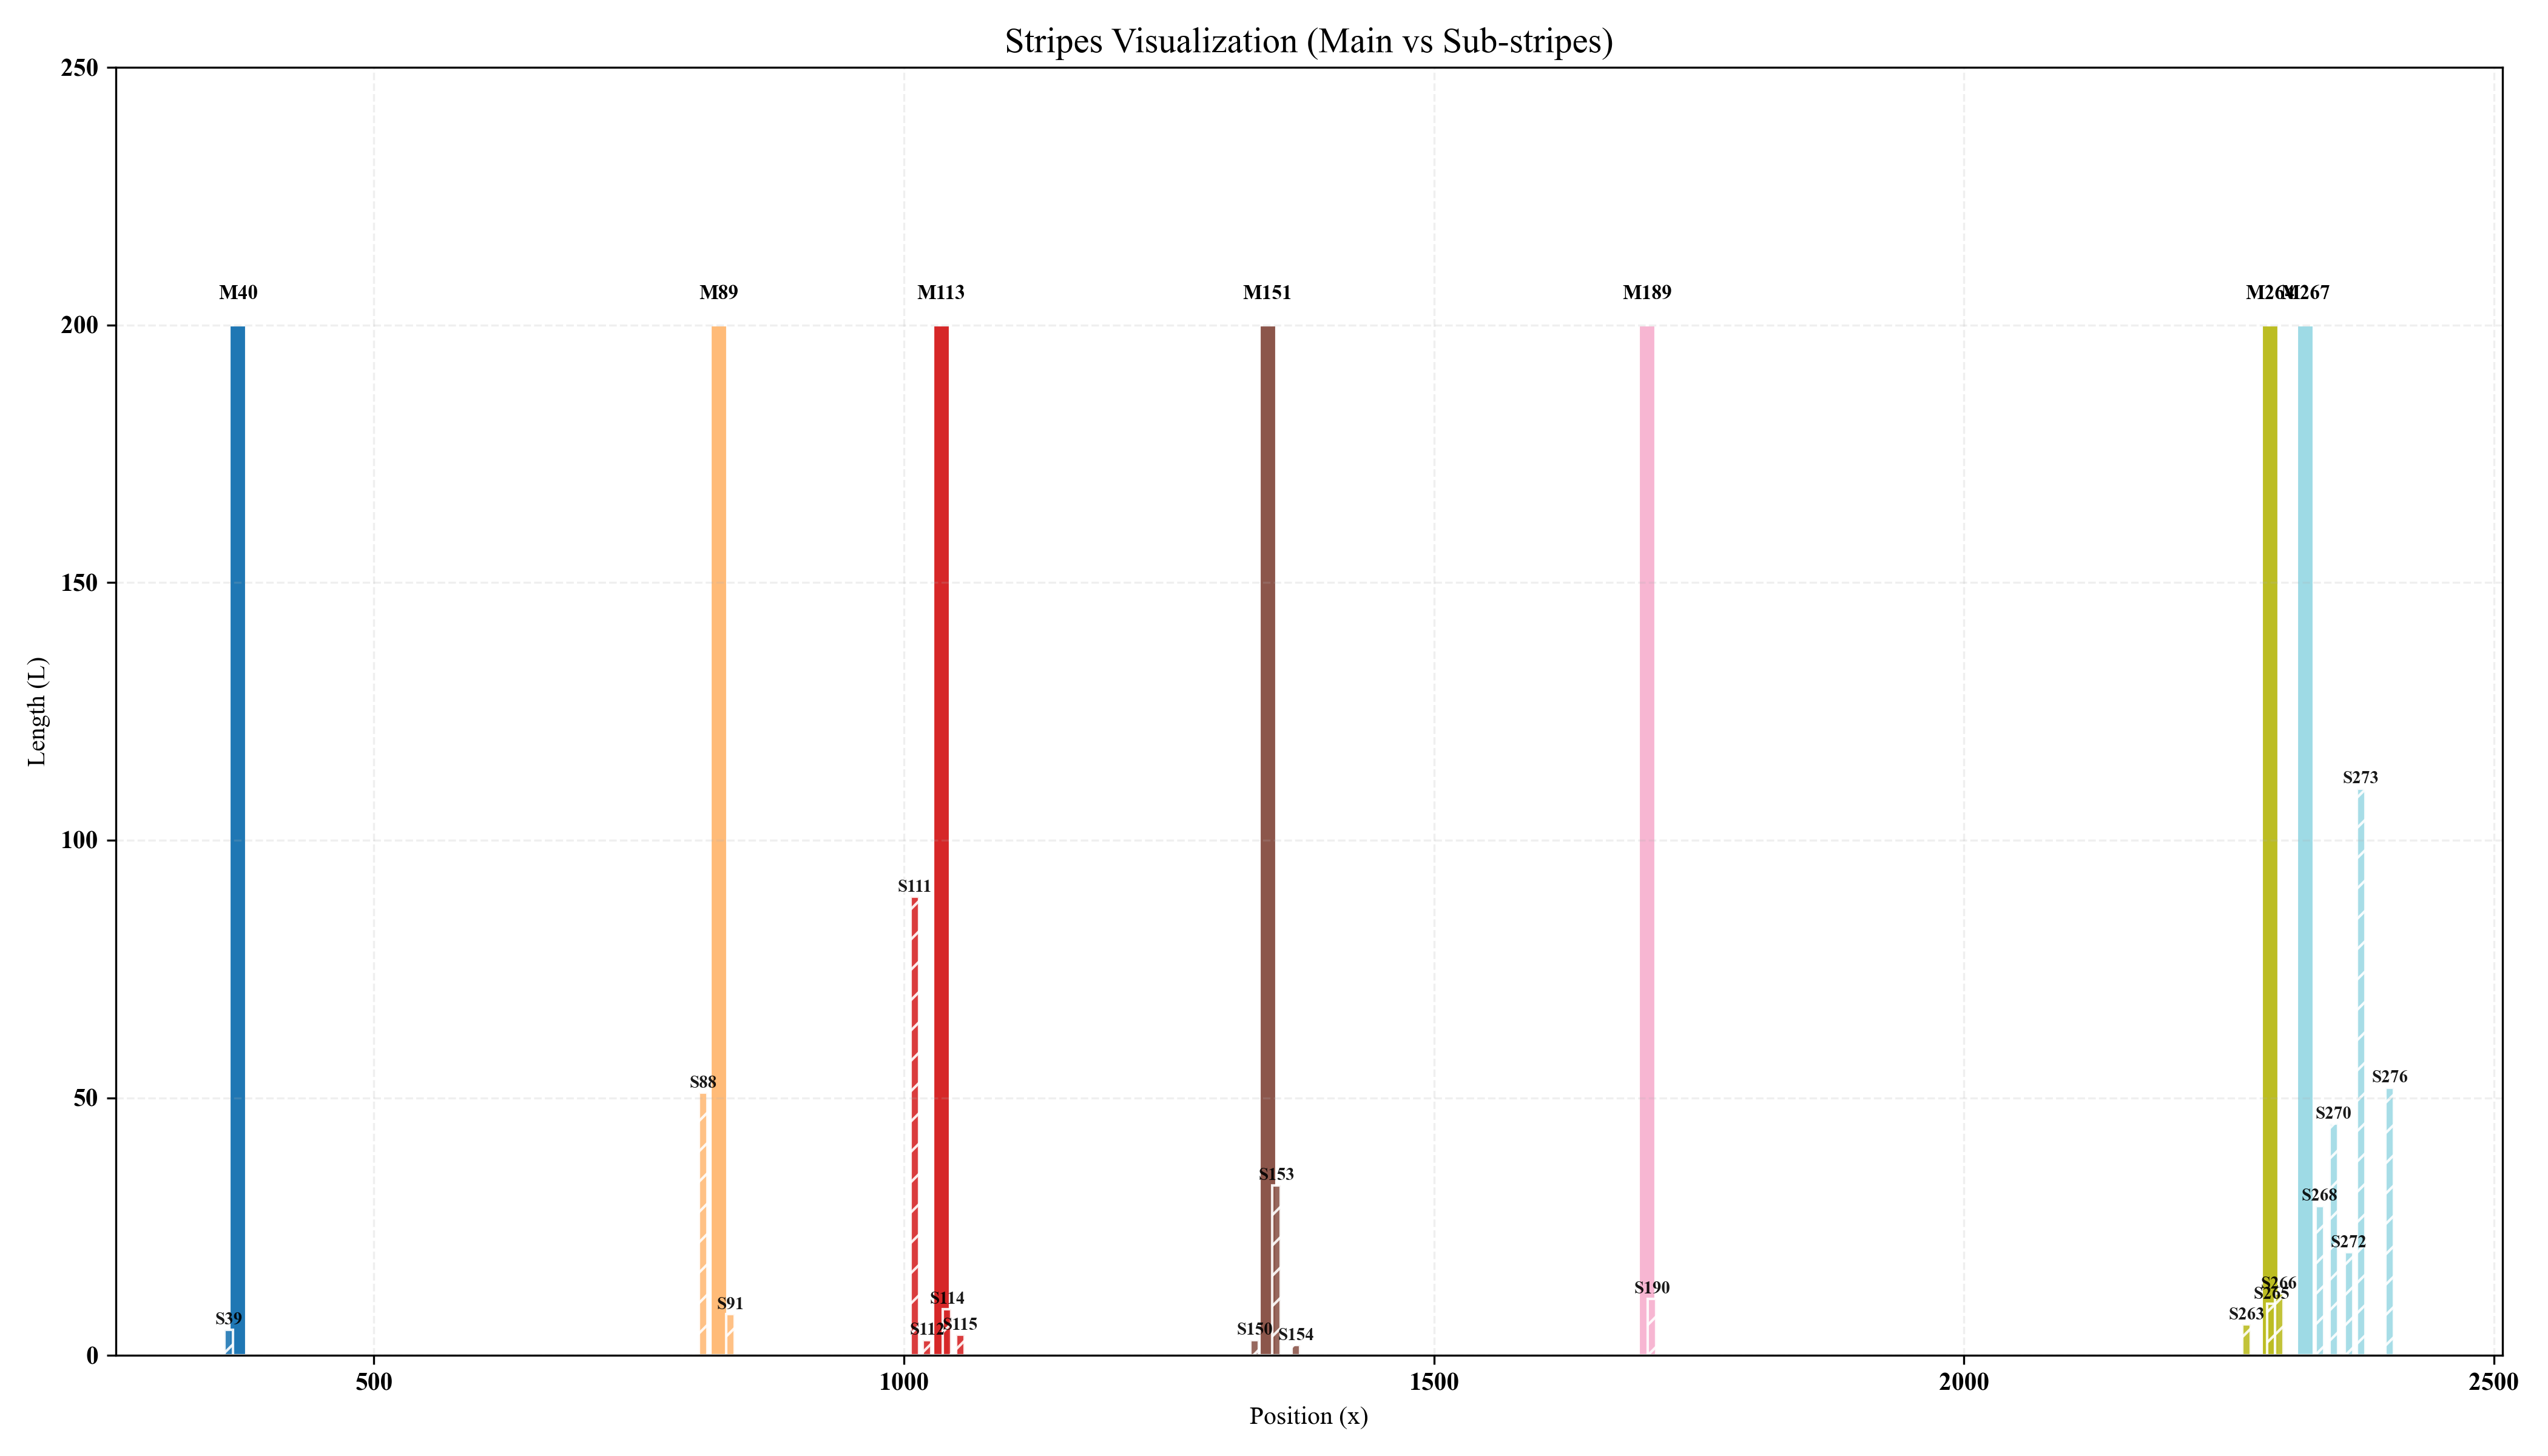 Stripes Visualization (Main vs Sub-stripes)
250
M40 M89 M113 M151 M189 M264 M267
200
150
S273
100
S111
S88 S276
50
S270
S153
S268
S272
S266
S190
S265
S114
S91
S263
S39
S115
S112 S150
S154
0
500 1000 1500 2000 2500
Position (x)
Length (L)